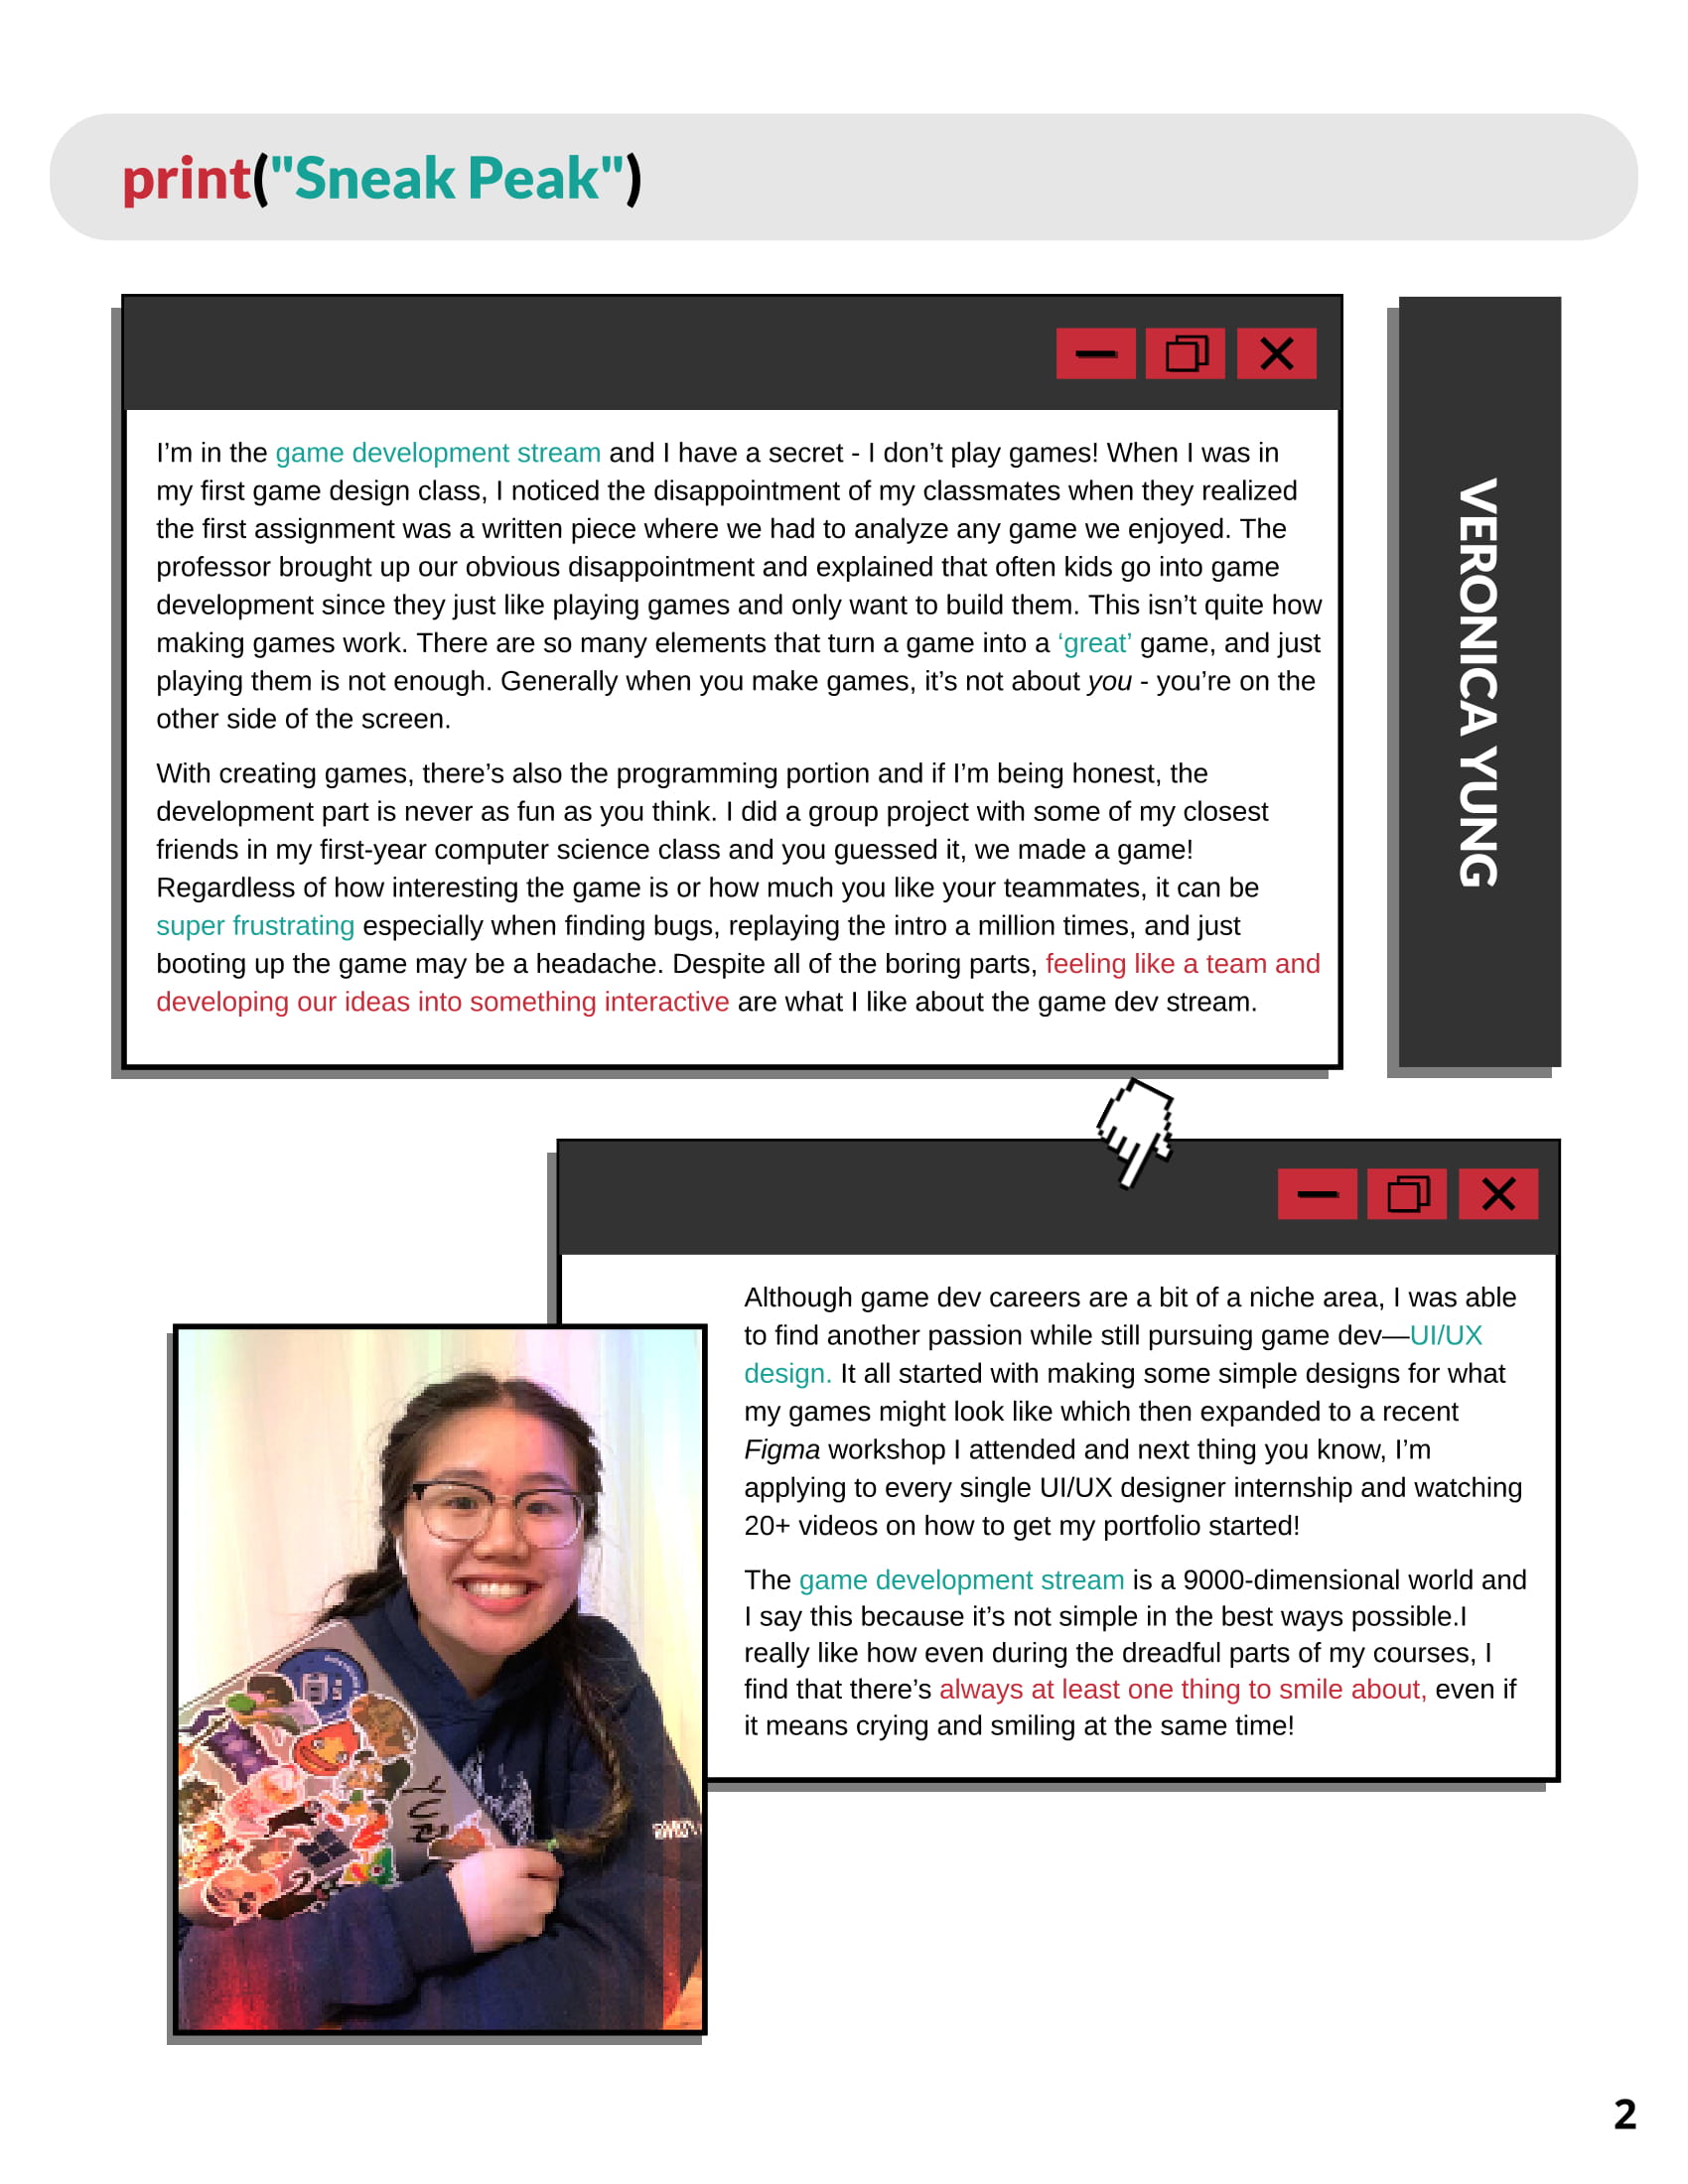 print("Sneak Peak")
I’m in the game development stream and I have a secret - I don’t play games! When I was in
my first game design class, I noticed the disappointment of my classmates when they realized
the first assignment was a written piece where we had to analyze any game we enjoyed. The
professor brought up our obvious disappointment and explained that often kids go into game
development since they just like playing games and only want to build them. This isn’t quite how
making games work. There are so many elements that turn a game into a ‘great’ game, and just
playing them is not enough. Generally when you make games, it’s not about you - you’re on the
other side of the screen.
With creating games, there’s also the programming portion and if I’m being honest, the
development part is never as fun as you think. I did a group project with some of my closest
friends in my first-year computer science class and you guessed it, we made a game!
Regardless of how interesting the game is or how much you like your teammates, it can be
super frustrating especially when finding bugs, replaying the intro a million times, and just
booting up the game may be a headache. Despite all of the boring parts, feeling like a team and
developing our ideas into something interactive are what I like about the game dev stream.
VERONICA YUNG
Although game dev careers are a bit of a niche area, I was able
to find another passion while still pursuing game dev—UI/UX
design. It all started with making some simple designs for what
my games might look like which then expanded to a recent
Figma workshop I attended and next thing you know, I’m
applying to every single UI/UX designer internship and watching
20+ videos on how to get my portfolio started!
The game development stream is a 9000-dimensional world and
I say this because it’s not simple in the best ways possible.I
really like how even during the dreadful parts of my courses, I
find that there’s always at least one thing to smile about, even if
it means crying and smiling at the same time!
2